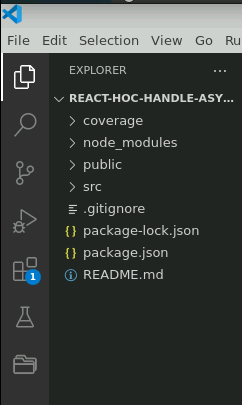 File Edit Selection View Go Ru
EXPLORER ...
REACT-HOC-HANDLE-ASY...
coverage
node_modules
public
src
.gitignore
{} package-lock.json
{} package.json
README.md
1